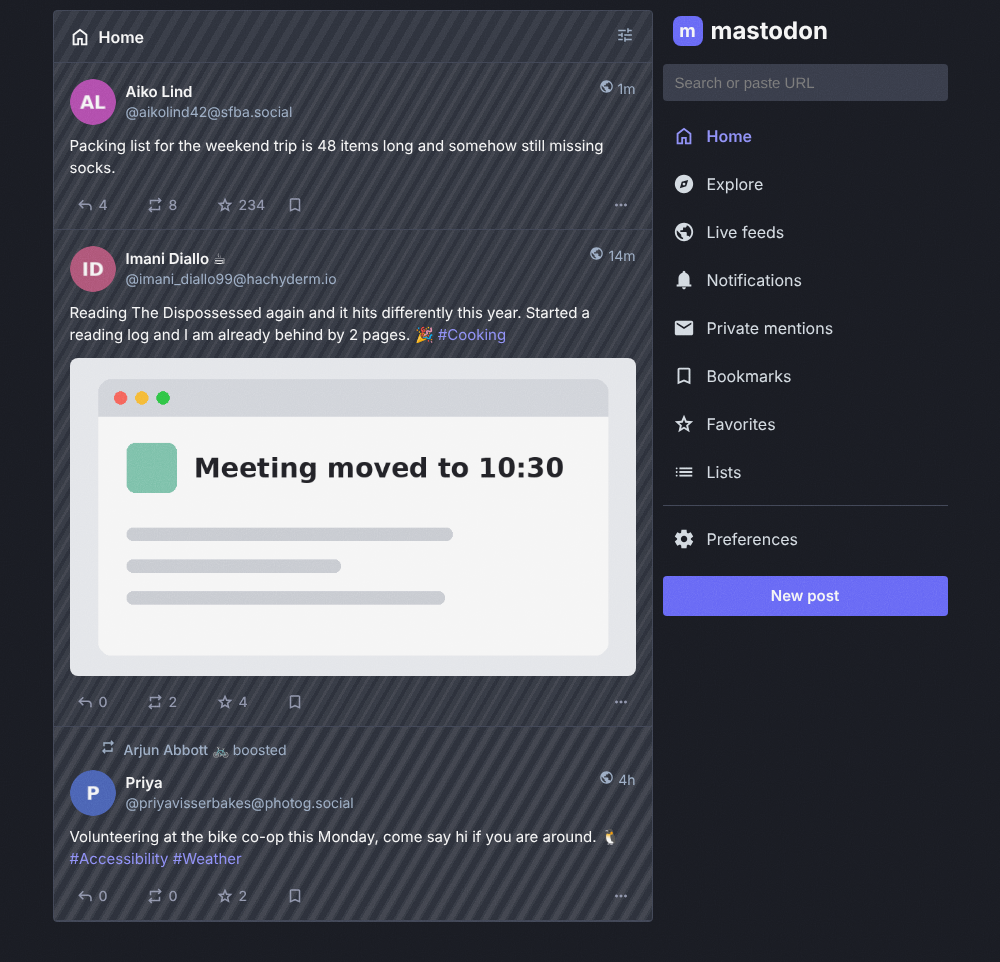 Home
AL
Aiko Lind
1m
@aikolind42@sfba.social
Packing list for the weekend trip is 48 items long and somehow still missing
socks.
4 8 234
ID
Imani Diallo ☕
14m
@imani_diallo99@hachyderm.io
Reading The Dispossessed again and it hits differently this year. Started a
reading log and I am already behind by 2 pages. 🎉 #Cooking
Meeting moved to 10:30
0 2 4
Arjun Abbott 🚲 boosted
P
Priya
4h
@priyavisserbakes@photog.social
Volunteering at the bike co-op this Monday, come say hi if you are around. 🐧
#Accessibility #Weather
0 0 2
m mastodon
Search or paste URL
Home
Explore
Live feeds
Notifications
Private mentions
Bookmarks
Favorites
Lists
Preferences
New post